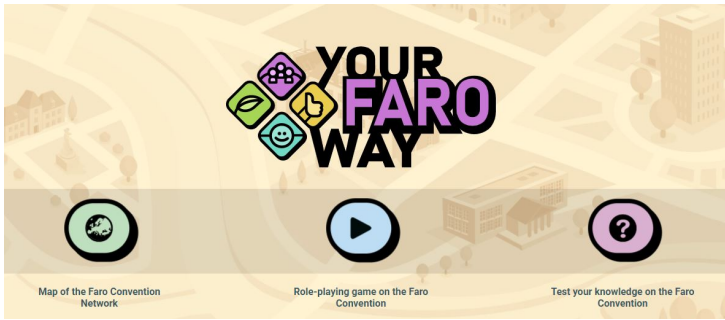 YOUR
FARO
WAY
Map of the Faro Convention
Network
Role-playing game on the Faro
Convention
?
Test your knowledge on the Faro
Convention